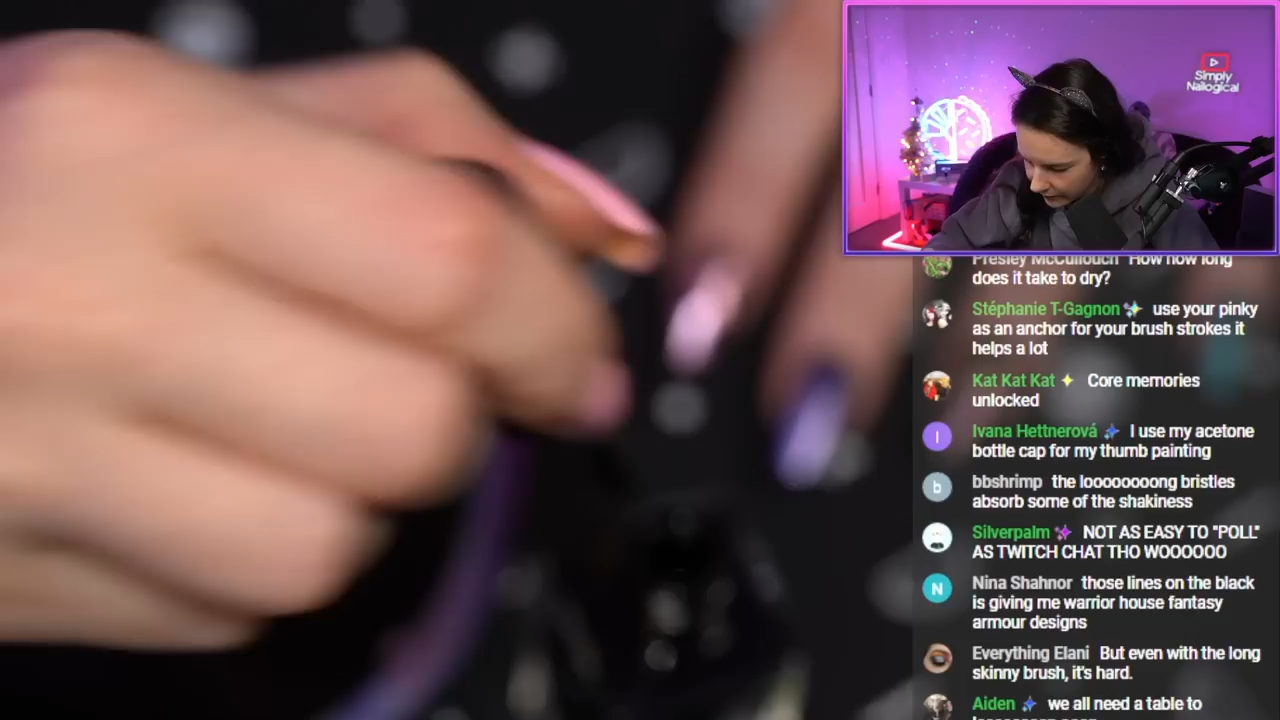 Simply
Nailogical
Presley McCullouch How how long
does it take to dry?
Stéphanie T-Gagnon use your pinky
as an anchor for your brush strokes it
helps a lot
Kat Kat Kat Core memories
unlocked
I
Ivana Hettnerová I use my acetone
bottle cap for my thumb painting
b
bbshrimp the looooooooong bristles
absorb some of the shakiness
Silverpalm NOT AS EASY TO "POLL"
AS TWITCH CHAT THO WOOOOOO
N
Nina Shahnor those lines on the black
is giving me warrior house fantasy
armour designs
Everything Elani But even with the long
skinny brush, it's hard.
Aiden we all need a table to